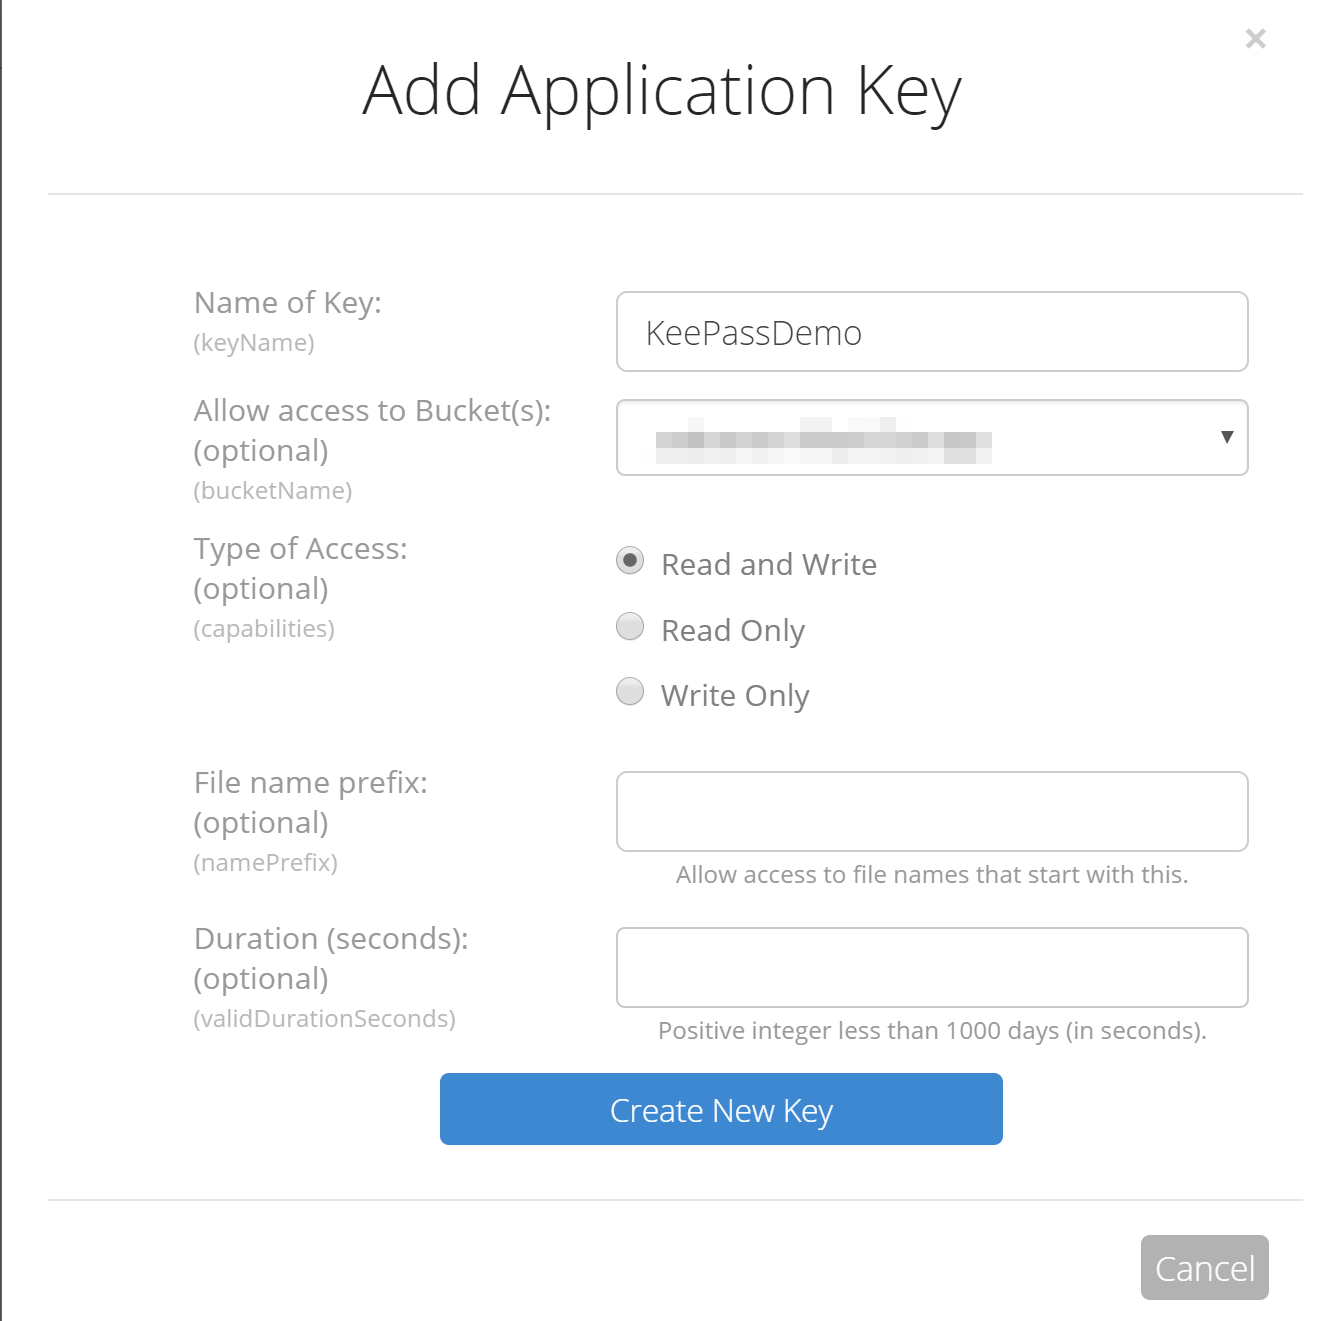 ×
Add Application Key
Name of Key:
(keyName)
KeePassDemo
Allow access to Bucket(s):
(optional)
(bucketName)
Type of Access:
(optional)
(capabilities)
Read and Write
Read Only
Write Only
File name prefix:
(optional)
(namePrefix)
Allow access to file names that start with this.
Duration (seconds):
(optional)
(validDurationSeconds)
Positive integer less than 1000 days (in seconds).
Create New Key
Cancel